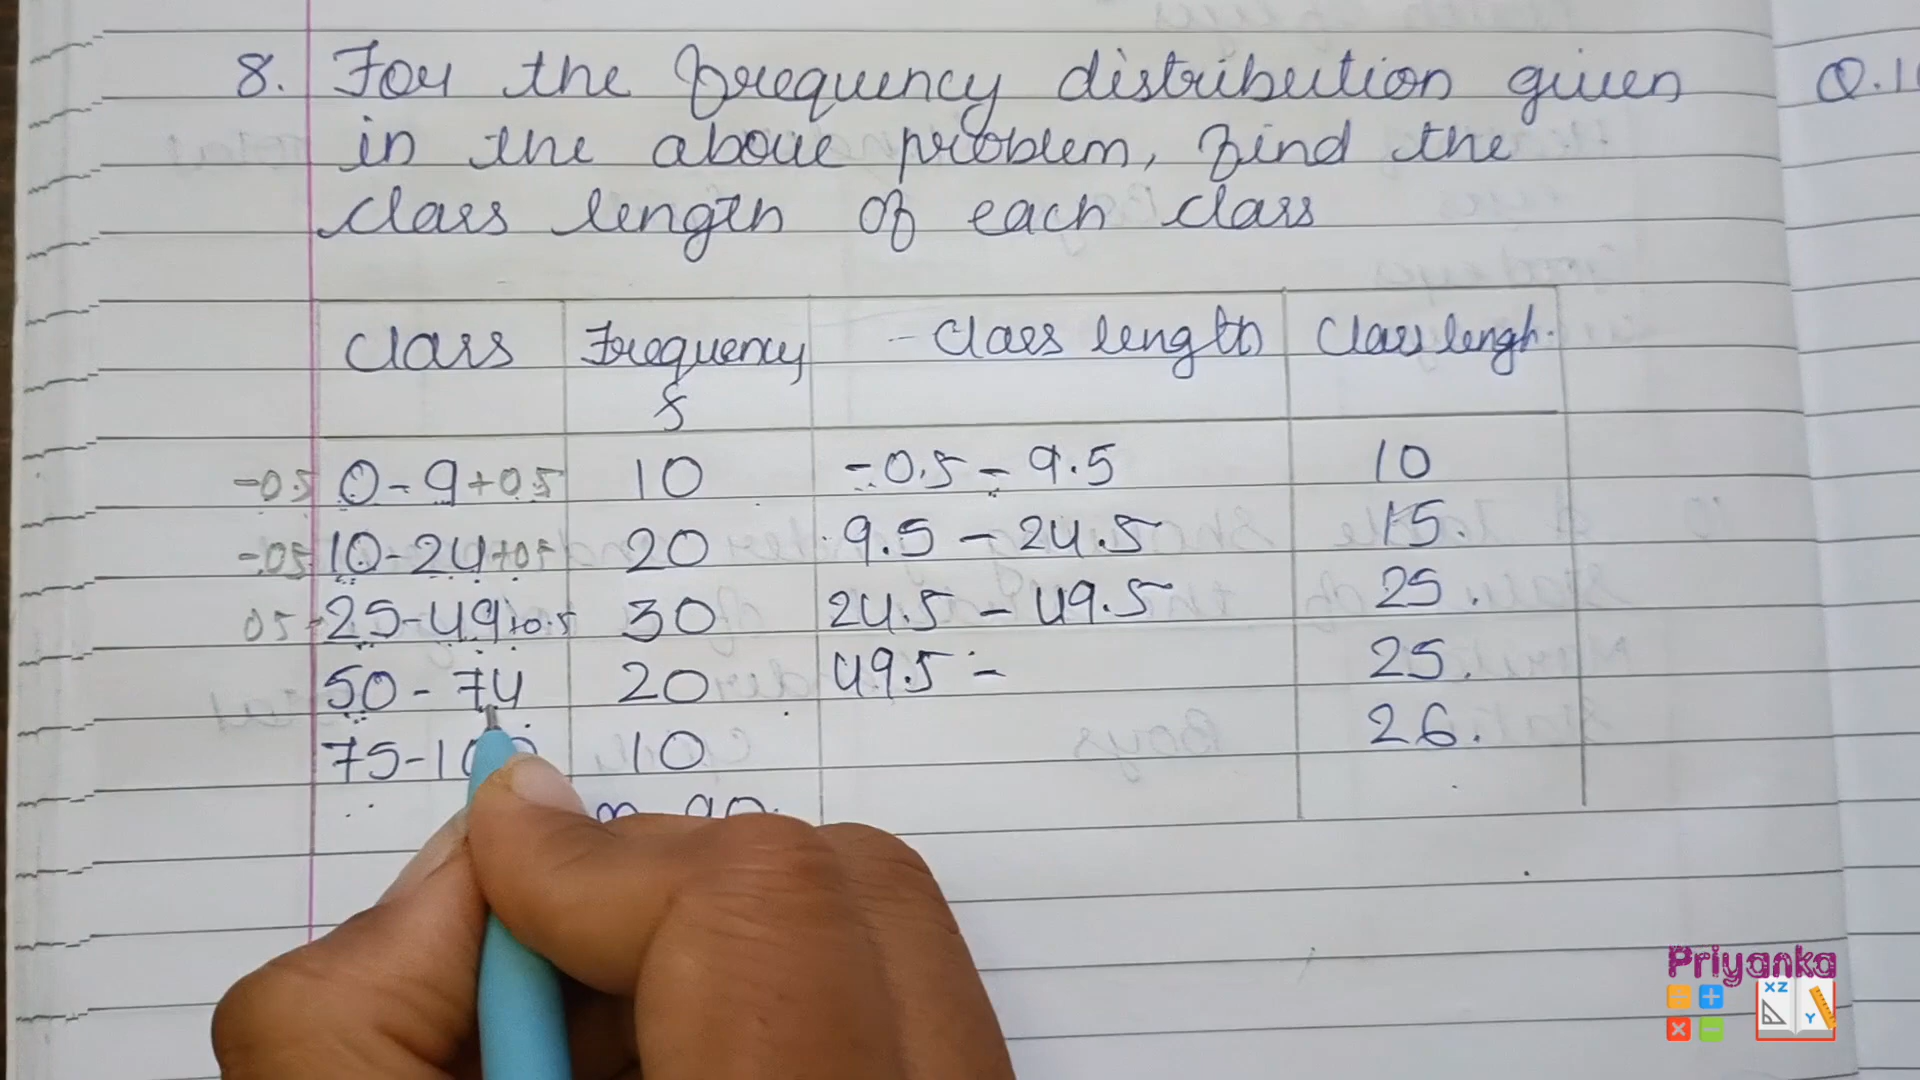 8. For the frequency distribution given
in the above problem, find the
class length of each class
Q.1
Class Frequency f - Class length Class lengh.
-0.5 0-9+0.5 10 -0.5 - 9.5 10
-0.5 10-24+0.5 20 9.5 - 24.5 15.
0.5 - 25-49+0.5 30 24.5 - 49.5 25.
50-74 20 49.5 - 25.
75-10 10 26.
Priyanka
XZ
Y